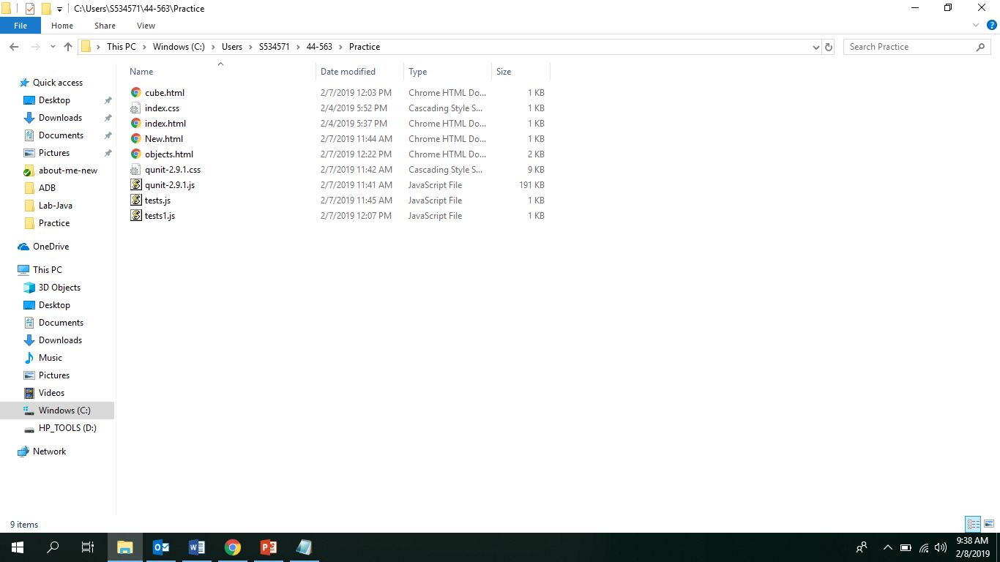 C:\Users\S534571\44-563\Practice
File Home Share View
This PC Windows (C:) Users S534571 44-563 Practice
Search Practice
Name Date modified Type Size
cube.html 2/7/2019 12:03 PM Chrome HTML Do... 1 KB
index.css 2/4/2019 5:52 PM Cascading Style S... 1 KB
index.html 2/4/2019 5:37 PM Chrome HTML Do... 1 KB
New.html 2/7/2019 11:44 AM Chrome HTML Do... 1 KB
objects.html 2/7/2019 12:22 PM Chrome HTML Do... 2 KB
qunit-2.9.1.css 2/7/2019 11:42 AM Cascading Style S... 9 KB
qunit-2.9.1.js 2/7/2019 11:41 AM JavaScript File 191 KB
tests.js 2/7/2019 11:45 AM JavaScript File 1 KB
tests1.js 2/7/2019 12:07 PM JavaScript File 1 KB
Quick access
Desktop
Downloads
Documents
Pictures
about-me-new
ADB
Lab-Java
Practice
OneDrive
This PC
3D Objects
Desktop
Documents
Downloads
Music
Pictures
Videos
Windows (C:)
HP_TOOLS (D:)
Network
9 items
9:38 AM
2/8/2019